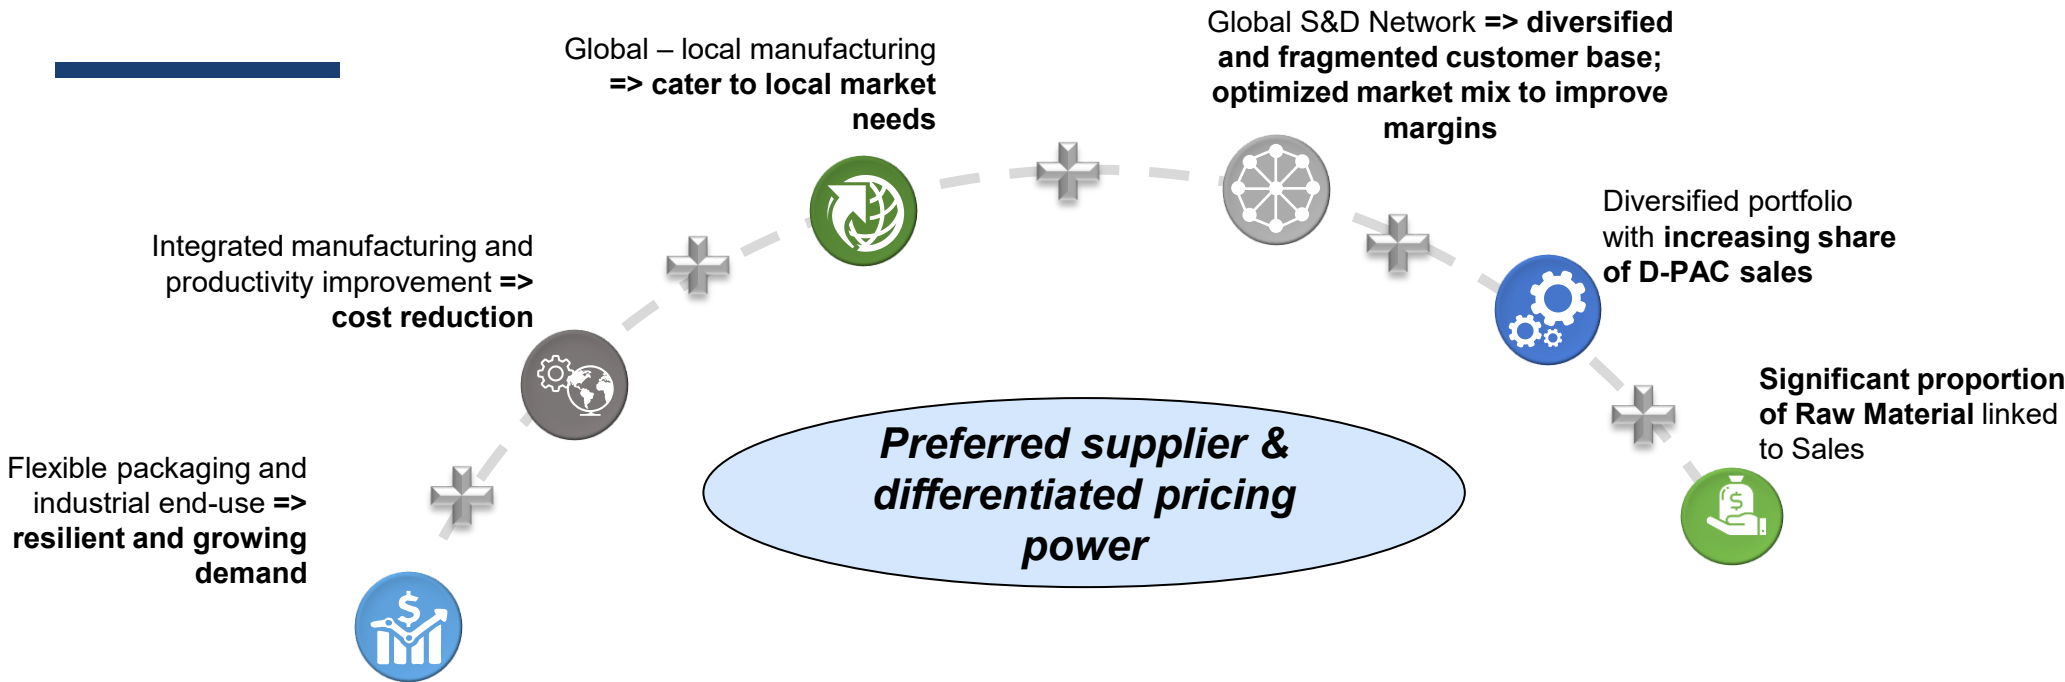 Global – local manufacturing
=> cater to local market
needs
Global S&D Network => diversified
and fragmented customer base;
optimized market mix to improve
margins
Integrated manufacturing and
productivity improvement =>
cost reduction
Diversified portfolio
with increasing share
of D-PAC sales
Flexible packaging and
industrial end-use =>
resilient and growing
demand
Significant proportion
of Raw Material linked
to Sales
Preferred supplier &
differentiated pricing
power
$
$